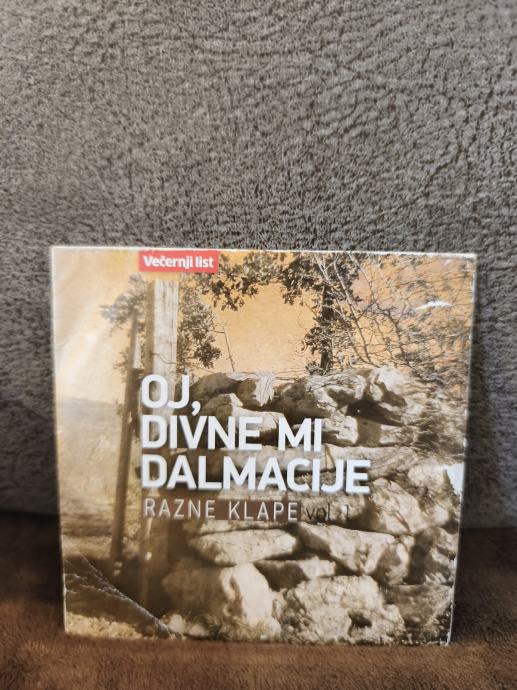 Večernji list
OJ,
DIVNE MI
DALMACIJE
RAZNE KLAPE vol. 1